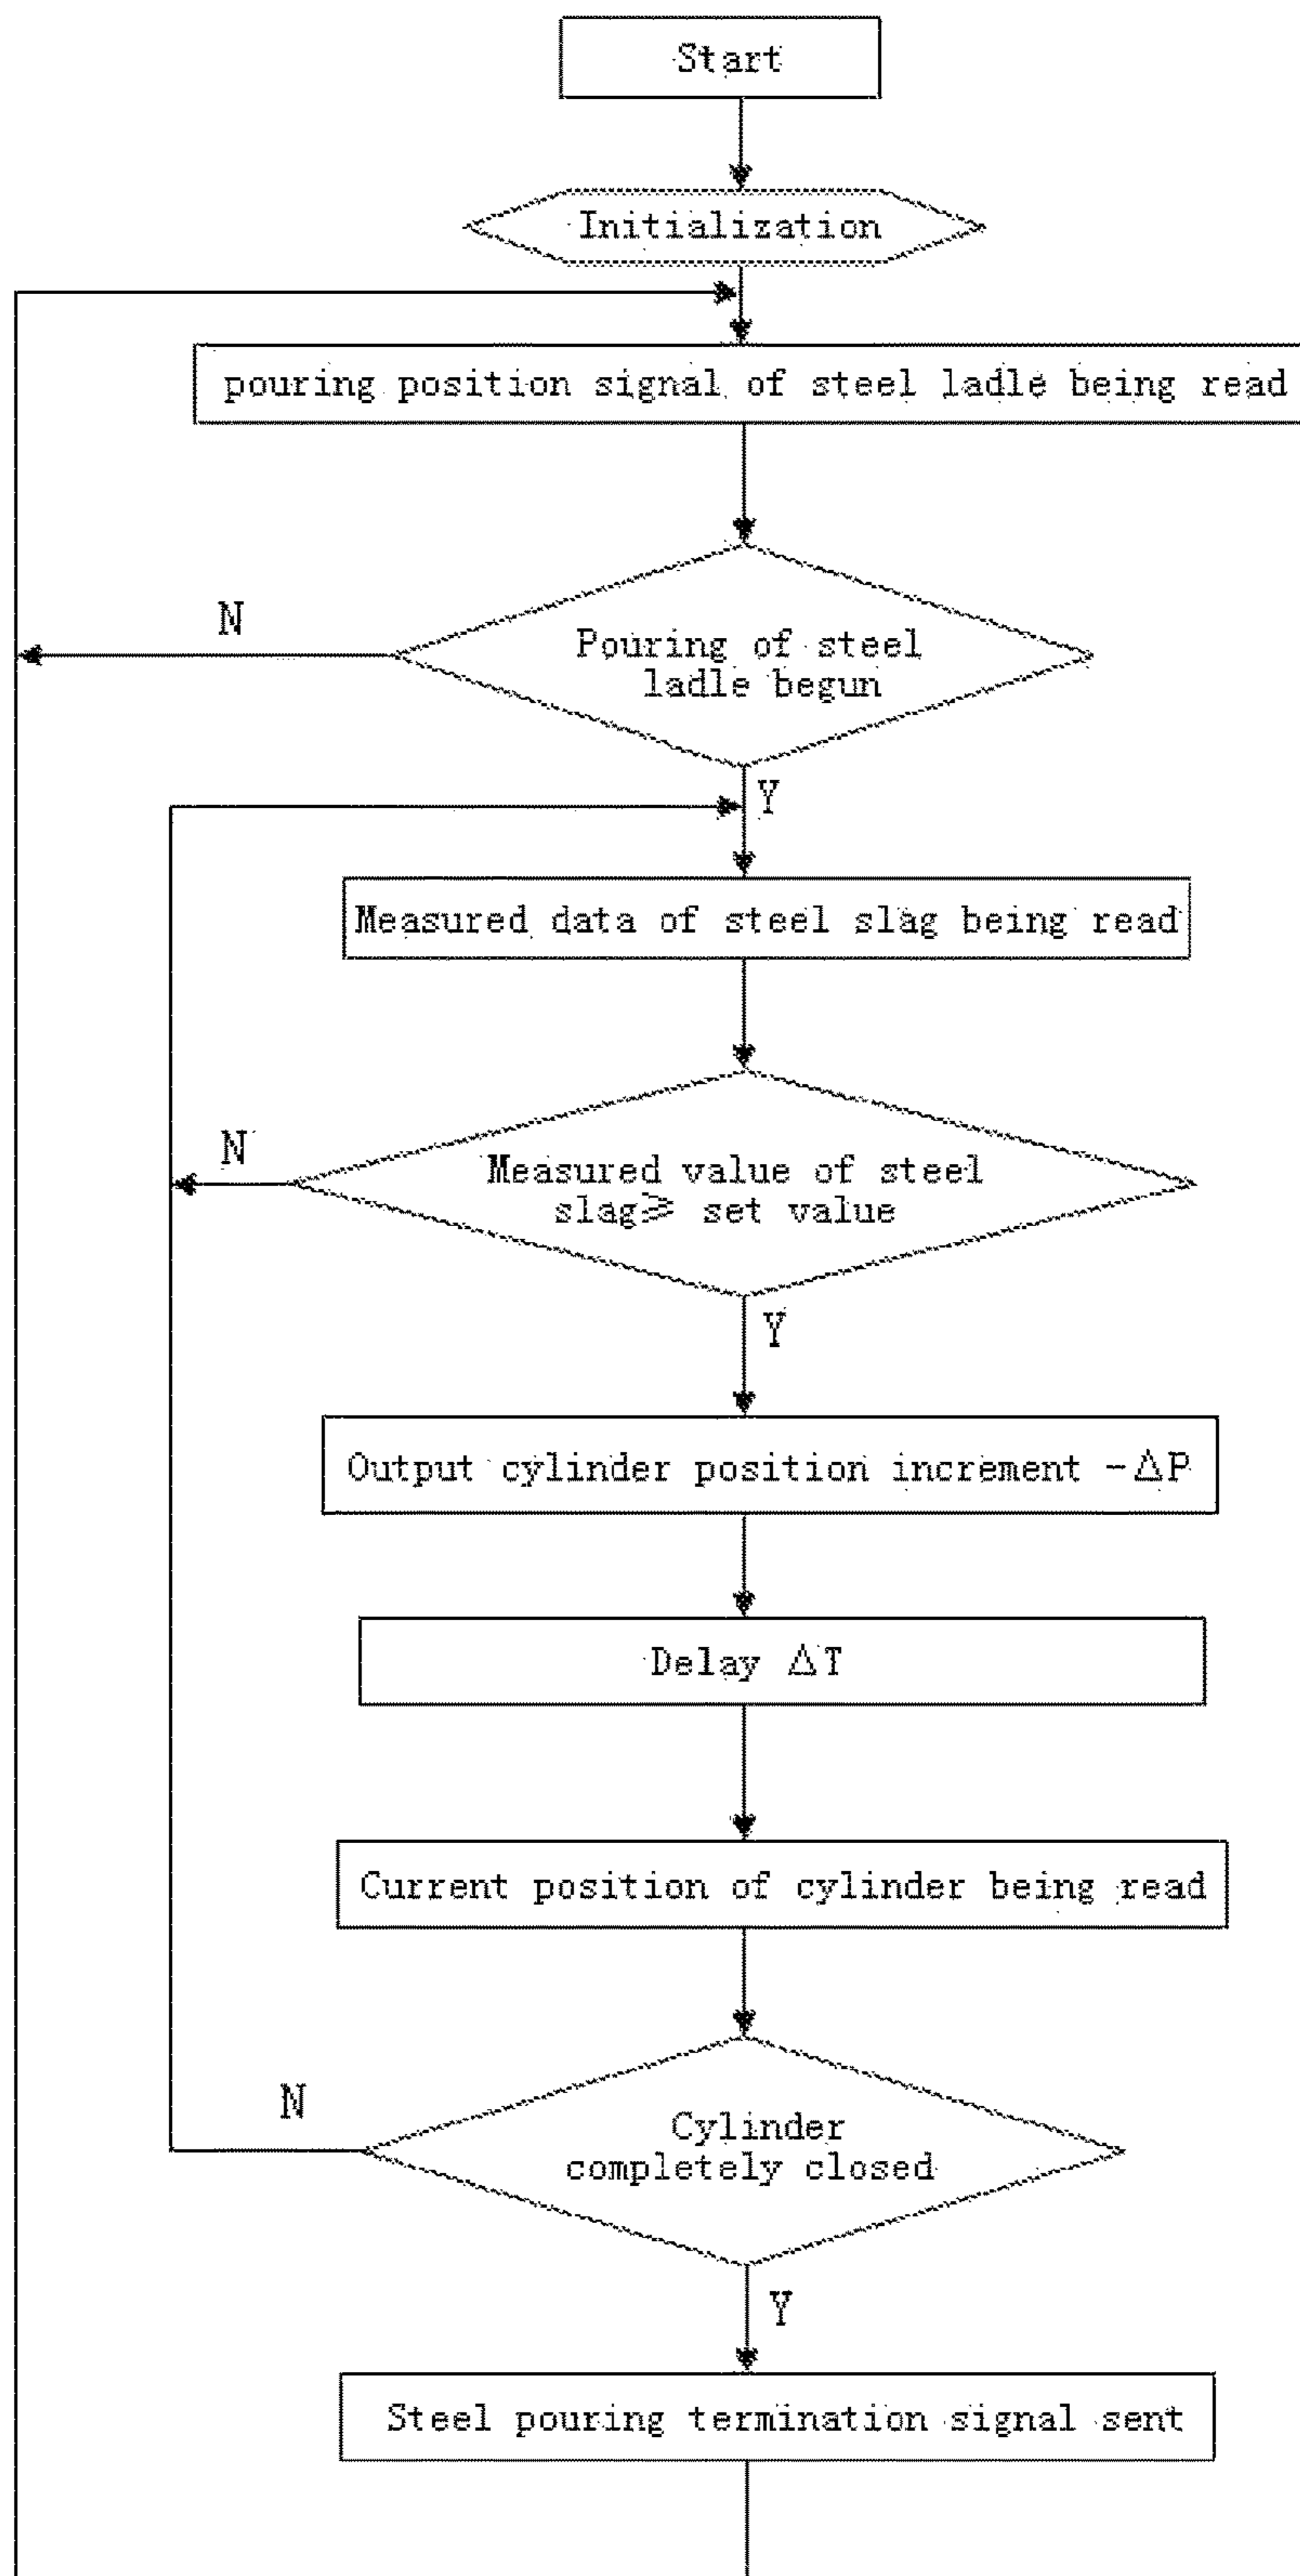 Start
Initialization
pouring position signal of steel ladle being read
N
Pouring of steel
ladle begun
Y
Measured data of steel slag being read
N
Measured value of steel
slag≥ set value
Y
Output cylinder position increment -ΔP
Delay ΔT
Current position of cylinder being read
N
Cylinder
completely closed
Y
Steel pouring termination signal sent